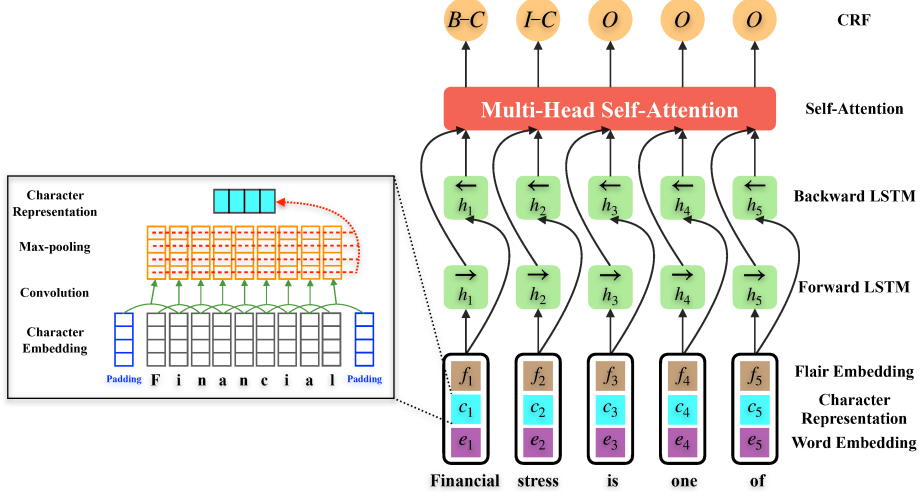 B-C I-C O O O CRF
Multi-Head Self-Attention Self-Attention
← ← ← ← ← Backward LSTM
h1 h2 h3 h4 h5
→ → → → → Forward LSTM
h1 h2 h3 h4 h5
f1 f2 f3 f4 f5 Flair Embedding
c1 c2 c3 c4 c5 Character
Representation
e1 e2 e3 e4 e5 Word Embedding
Financial stress is one of
Character
Representation
Max-pooling
Convolution
Character
Embedding
Padding F i n a n c i a l Padding